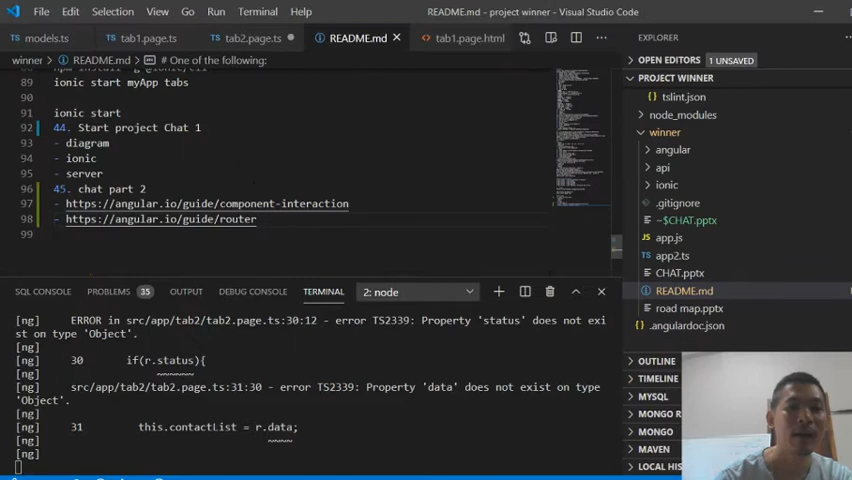 File Edit Selection View Go Run Terminal Help README.md - project winner - Visual Studio Code
models.ts tab1.page.ts tab2.page.ts README.md tab1.page.html EXPLORER
winner > README.md > # One of the following:
OPEN EDITORS 1 UNSAVED
PROJECT WINNER
tslint.json
node_modules
winner
angular
api
ionic
.gitignore
~$CHAT.pptx
app.js
app2.ts
CHAT.pptx
README.md
road map.pptx
.angulardoc.json
OUTLINE
TIMELINE
MYSQL
MONGO R
MONGO
MAVEN
LOCAL HIS
89 ionic start myApp tabs
90
91 ionic start
92 44. Start project Chat 1
93 - diagram
94 - ionic
95 - server
96 45. chat part 2
97 - https://angular.io/guide/component-interaction
98 - https://angular.io/guide/router
99
SQL CONSOLE PROBLEMS 35 OUTPUT DEBUG CONSOLE TERMINAL 2: node
[ng] ERROR in src/app/tab2/tab2.page.ts:30:12 - error TS2339: Property 'status' does not exi
st on type 'Object'.
[ng]
[ng] 30 if(r.status){
[ng] ~~~~~~
[ng] src/app/tab2/tab2.page.ts:31:30 - error TS2339: Property 'data' does not exist on type
'Object'.
[ng]
[ng] 31 this.contactList = r.data;
[ng] ~~~~
[ng]